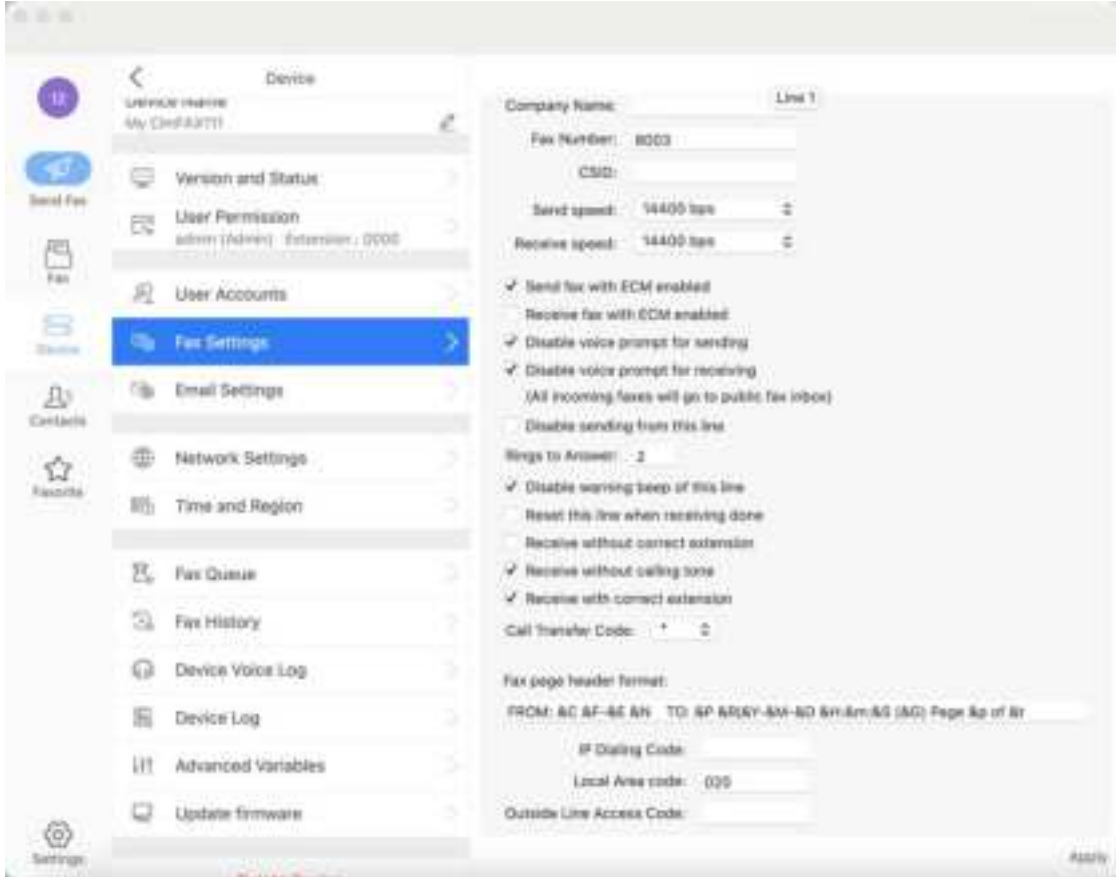 12
Send Fax
Fax
Device
Contacts
Favorite
Settings
Device
Device Name
Version and Status
User Permission
admin (Admin) Extension : 0000
User Accounts
Fax Settings
Email Settings
Network Settings
Time and Region
Fax Queue
Fax History
Device Voice Log
Device Log
Advanced Variables
Update firmware
Line 1
Company Name:
Fax Number: 8003
CSID:
Send speed: 14400 bps
Receive speed: 14400 bps
Send fax with ECM enabled
Receive fax with ECM enabled
Disable voice prompt for sending
Disable voice prompt for receiving
(All incoming faxes will go to public fax inbox)
Disable sending from this line
Rings to Answer: 2
Disable warning beep of this line
Reset this line when receiving done
Receive without correct extension
Receive without calling tone
Receive with correct extension
Call Transfer Code: *
Fax page header format:
FROM: &C &F-&E &N TO: &P &R|&Y-&M-&D &H:&m:&S (&G) Page &p of &r
IP Dialing Code:
Local Area code: 020
Outside Line Access Code:
Apply